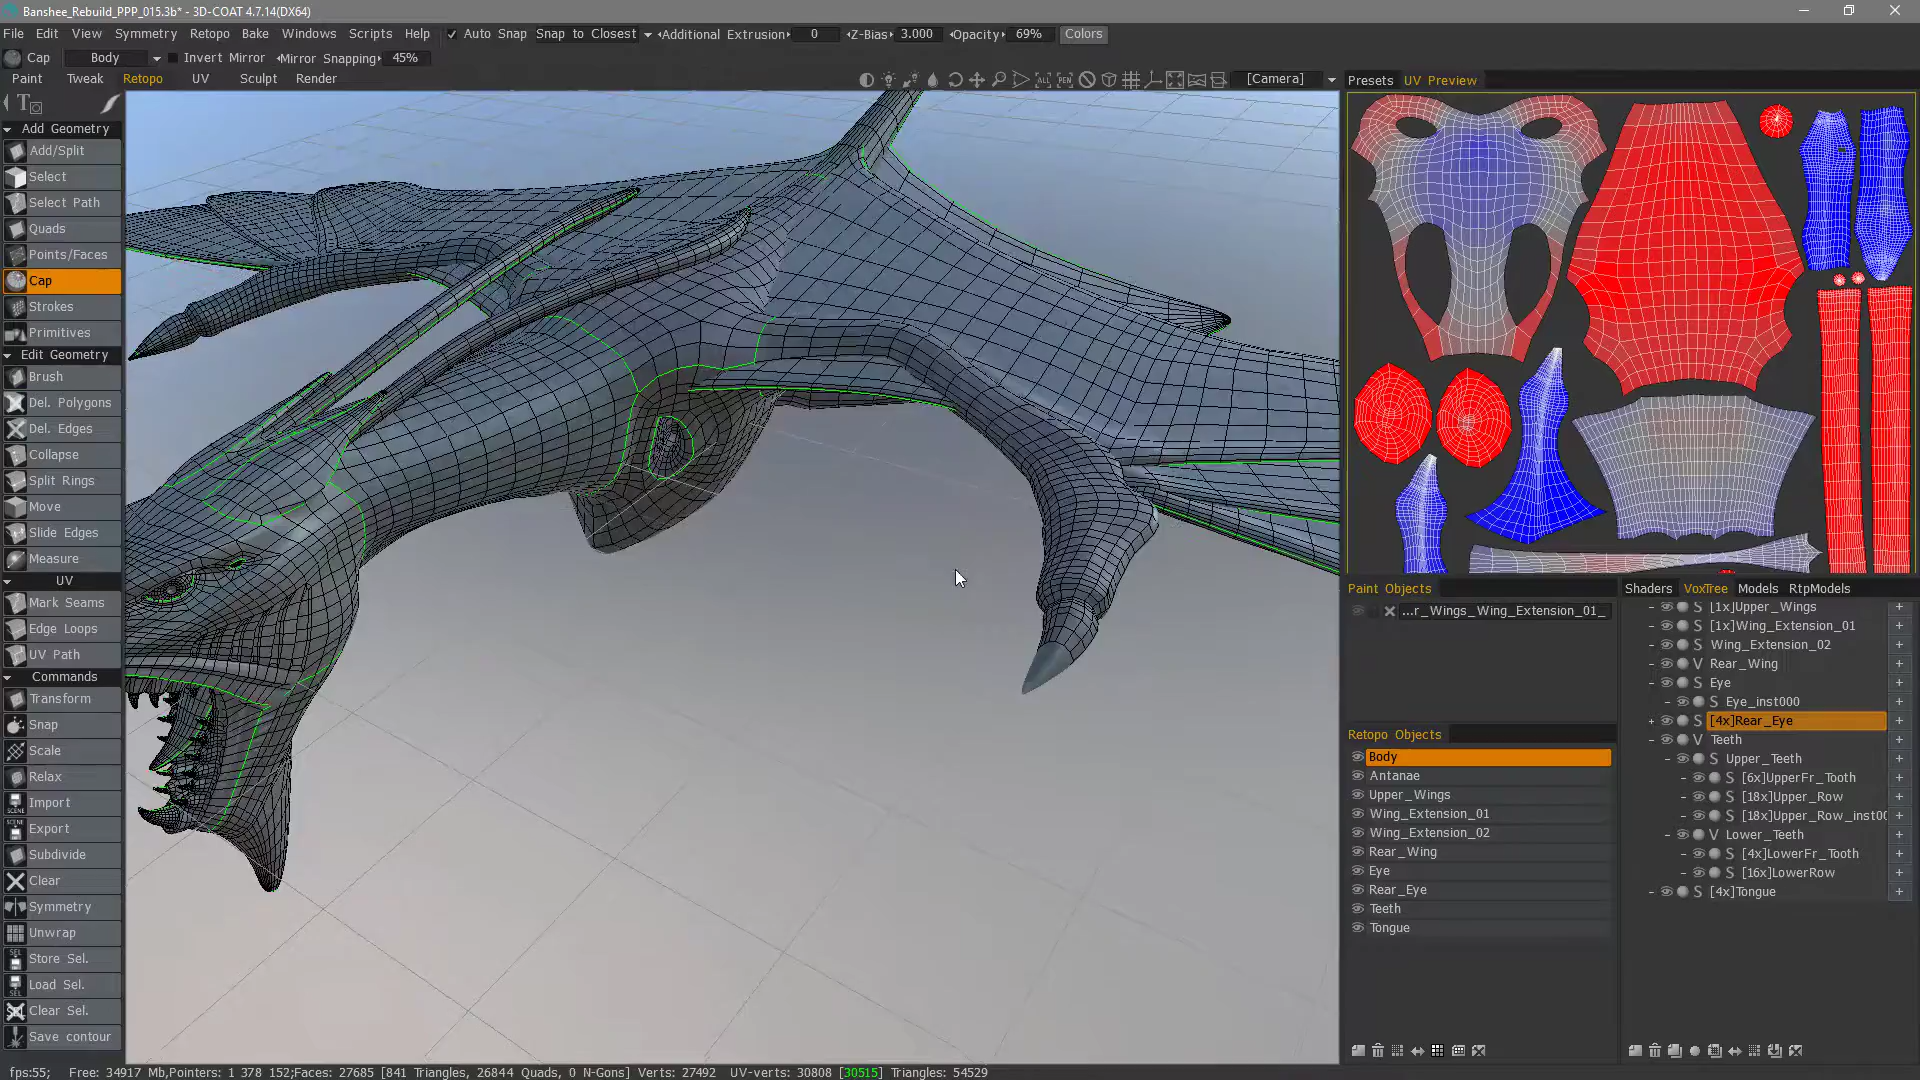 Banshee_Rebuild_PPP_015.3b* - 3D-COAT 4.7.14(DX64)
File Edit View Symmetry Retopo Bake Windows Scripts Help Auto Snap Snap to Closest Additional Extrusion 0 Z-Bias 3.000 Opacity 69% Colors
Cap Body Invert Mirror Mirror Snapping 45%
Paint Tweak Retopo UV Sculpt Render [Camera] Presets UV Preview
Add Geometry
Add/Split
Select
Select Path
Quads
Points/Faces
Cap
Strokes
Primitives
Edit Geometry
Brush
Del. Polygons
Del. Edges
Collapse
Split Rings
Move
Slide Edges
Measure
UV
Mark Seams
Edge Loops
UV Path
Commands
Transform
Snap
Scale
Relax
Import
Export
Subdivide
Clear
Symmetry
Unwrap
Store Sel.
Load Sel.
Clear Sel.
Save contour
Paint Objects
...r_Wings_Wing_Extension_01_
Retopo Objects
Body
Antanae
Upper_Wings
Wing_Extension_01
Wing_Extension_02
Rear_Wing
Eye
Rear_Eye
Teeth
Tongue
Shaders VoxTree Models RtpModels
S [1x]Upper_Wings +
S [1x]Wing_Extension_01 +
S Wing_Extension_02 +
V Rear_Wing +
S Eye +
S Eye_inst000 +
+ S [4x]Rear_Eye +
V Teeth +
S Upper_Teeth +
S [6x]UpperFr_Tooth +
S [18x]Upper_Row +
S [18x]Upper_Row_inst00 +
V Lower_Teeth +
S [4x]LowerFr_Tooth +
S [16x]LowerRow +
S [4x]Tongue +
fps:55; Free: 34917 Mb,Pointers: 1 378 152;Faces: 27685 [841 Triangles, 26844 Quads, 0 N-Gons] Verts: 27492 UV-verts: 30808 [30515] Triangles: 54529